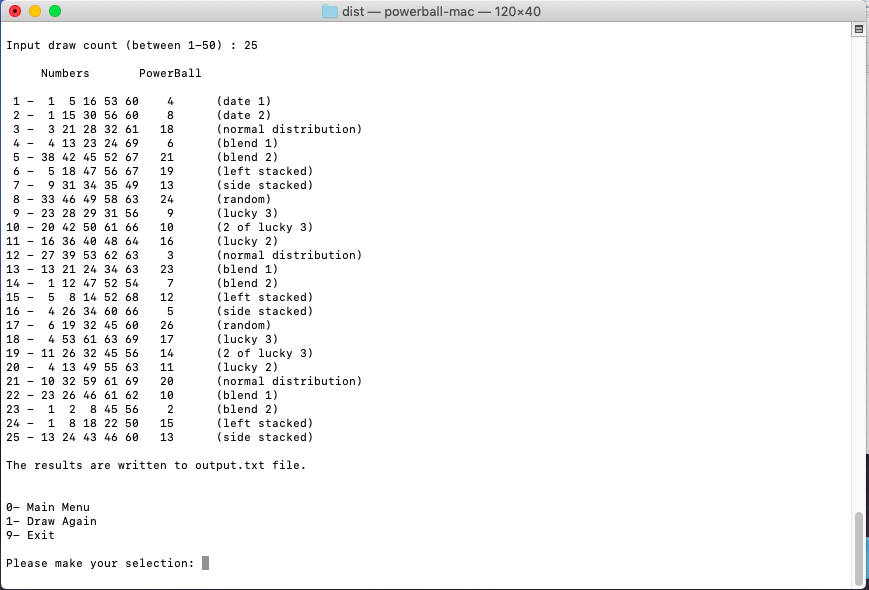 dist — powerball-mac — 120×40
Input draw count (between 1-50) : 25
Numbers PowerBall
1 - 1 5 16 53 60 4 (date 1)
2 - 1 15 30 56 60 8 (date 2)
3 - 3 21 28 32 61 18 (normal distribution)
4 - 4 13 23 24 69 6 (blend 1)
5 - 38 42 45 52 67 21 (blend 2)
6 - 5 18 47 56 67 19 (left stacked)
7 - 9 31 34 35 49 13 (side stacked)
8 - 33 46 49 58 63 24 (random)
9 - 23 28 29 31 56 9 (lucky 3)
10 - 20 42 50 61 66 10 (2 of lucky 3)
11 - 16 36 40 48 64 16 (lucky 2)
12 - 27 39 53 62 63 3 (normal distribution)
13 - 13 21 24 34 63 23 (blend 1)
14 - 1 12 47 52 54 7 (blend 2)
15 - 5 8 14 52 68 12 (left stacked)
16 - 4 26 34 60 66 5 (side stacked)
17 - 6 19 32 45 60 26 (random)
18 - 4 53 61 63 69 17 (lucky 3)
19 - 11 26 32 45 56 14 (2 of lucky 3)
20 - 4 13 49 55 63 11 (lucky 2)
21 - 10 32 59 61 69 20 (normal distribution)
22 - 23 26 46 61 62 10 (blend 1)
23 - 1 2 8 45 56 2 (blend 2)
24 - 1 8 18 22 50 15 (left stacked)
25 - 13 24 43 46 60 13 (side stacked)
The results are written to output.txt file.
0- Main Menu
1- Draw Again
9- Exit
Please make your selection: